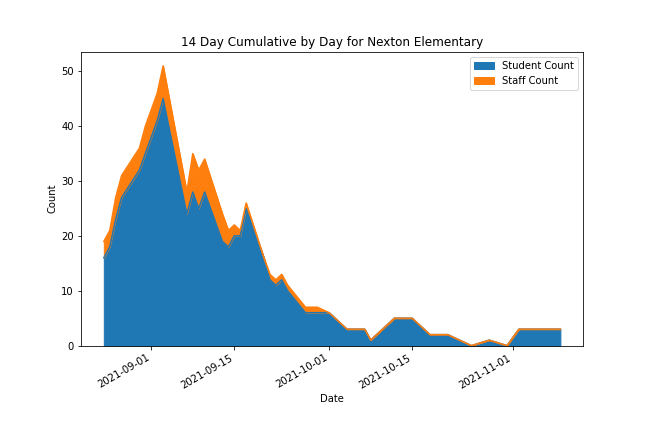 14 Day Cumulative by Day for Nexton Elementary
Student Count
Staff Count
50
40
30
20
10
0
Count
2021-09-01
2021-09-15
2021-10-01
2021-10-15
2021-11-01
Date